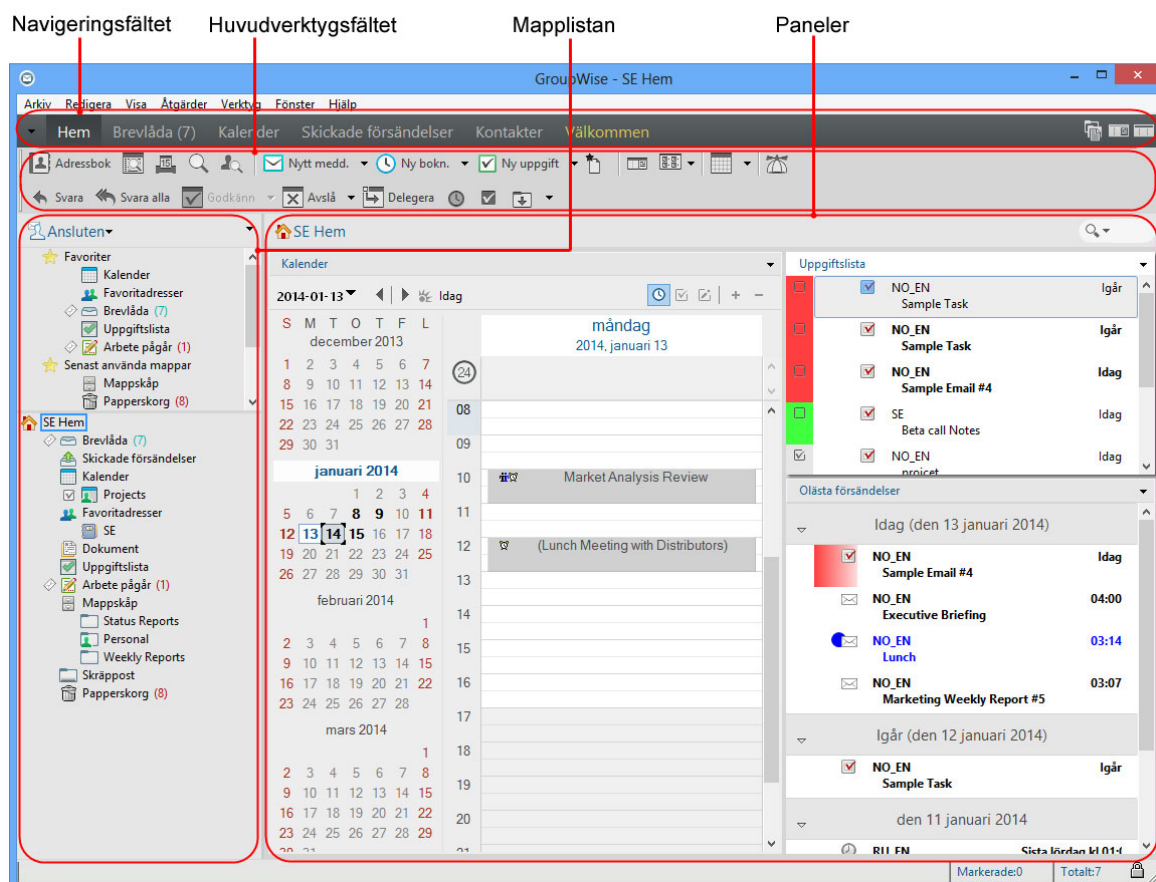 Navigeringsfältet Huvudverktygsfältet Mapplistan Paneler
GroupWise - SE Hem
Arkiv Redigera Visa Åtgärder Verktyg Fönster Hjälp
Hem Brevlåda (7) Kalender Skickade försändelser Kontakter Välkommen
Adressbok Nytt medd. Ny bokn. Ny uppgift
Svara Svara alla Godkänn Avslå Delegera
Ansluten
Favoriter
Kalender
Favoritadresser
Brevlåda (7)
Uppgiftslista
Arbete pågår (1)
Senast använda mappar
Mappskåp
Papperskorg (8)
SE Hem
Brevlåda (7)
Skickade försändelser
Kalender
Projects
Favoritadresser
SE
Dokument
Uppgiftslista
Arbete pågår (1)
Mappskåp
Status Reports
Personal
Weekly Reports
Skräppost
Papperskorg (8)
SE Hem
Kalender
2014-01-13 Idag
S M T O T F L
december 2013
1 2 3 4 5 6 7
8 9 10 11 12 13 14
15 16 17 18 19 20 21
22 23 24 25 26 27 28
29 30 31
januari 2014
1 2 3 4
5 6 7 8 9 10 11
12 13 14 15 16 17 18
19 20 21 22 23 24 25
26 27 28 29 30 31
februari 2014
1
2 3 4 5 6 7 8
9 10 11 12 13 14 15
16 17 18 19 20 21 22
23 24 25 26 27 28
mars 2014
1
2 3 4 5 6 7 8
9 10 11 12 13 14 15
16 17 18 19 20 21 22
23 24 25 26 27 28 29
30 31
måndag
2014, januari 13
24
08
09
10 Market Analysis Review
11
12 (Lunch Meeting with Distributors)
13
14
15
16
17
18
19
20
21
Uppgiftslista
NO_EN Igår
Sample Task
NO_EN Igår
Sample Task
NO_EN Idag
Sample Email #4
SE Idag
Beta call Notes
NO_EN Idag
projcet
Olästa försändelser
Idag (den 13 januari 2014)
NO_EN Idag
Sample Email #4
NO_EN 04:00
Executive Briefing
NO_EN 03:14
Lunch
NO_EN 03:07
Marketing Weekly Report #5
Igår (den 12 januari 2014)
NO_EN Igår
Sample Task
den 11 januari 2014
RU_EN Sista lördag kl 01:(
Markerade:0 Totalt:7